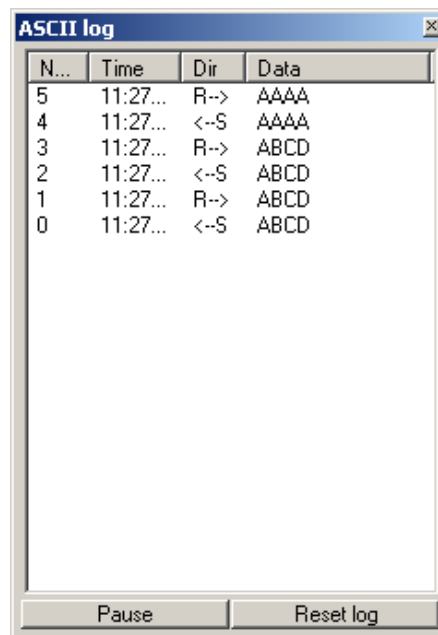 ASCII log
N... Time Dir Data
5 11:27... R--> AAAA
4 11:27... <--S AAAA
3 11:27... R--> ABCD
2 11:27... <--S ABCD
1 11:27... R--> ABCD
0 11:27... <--S ABCD
Pause Reset log